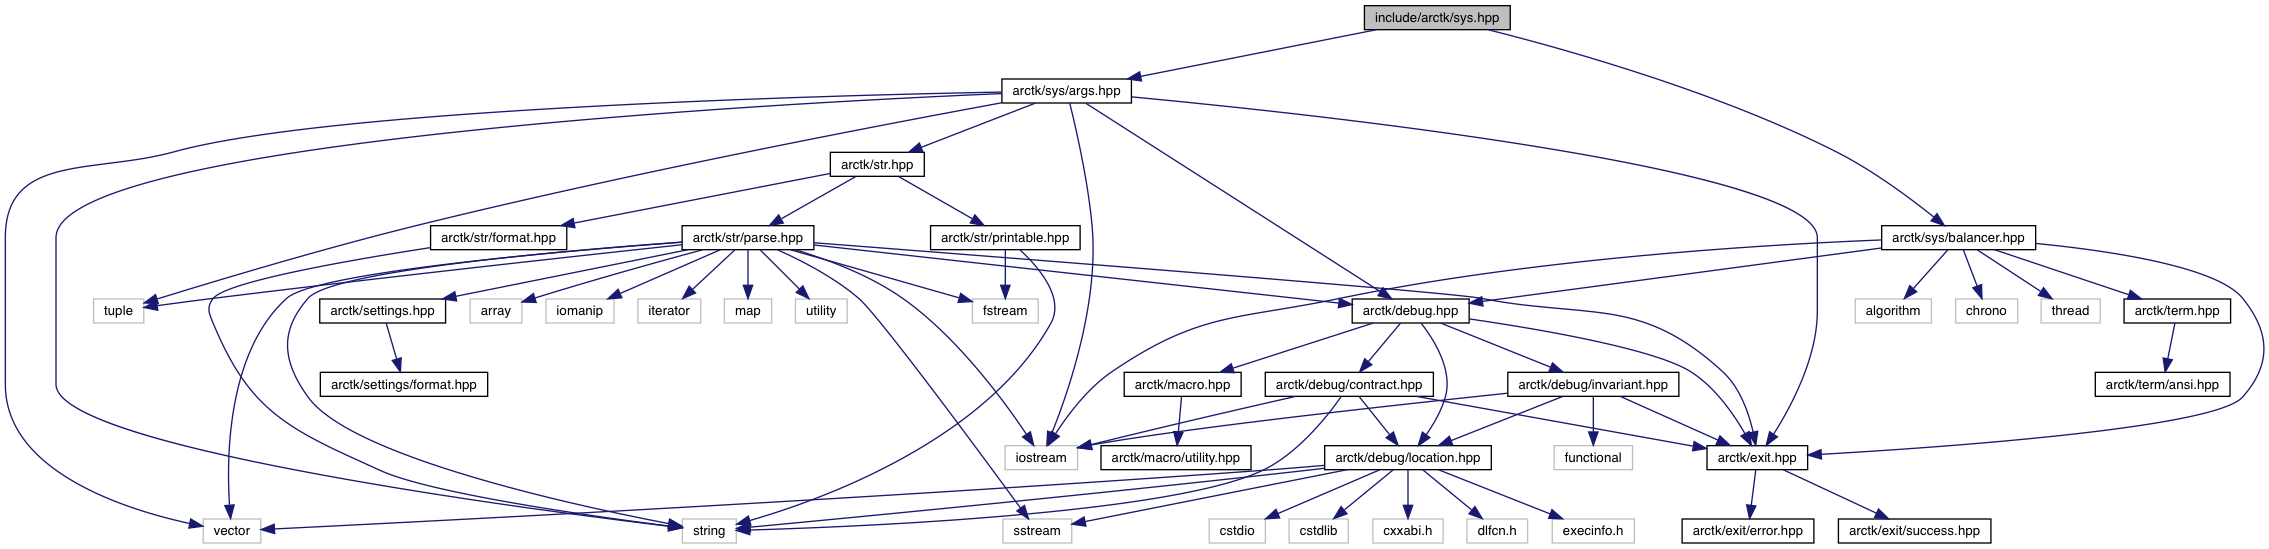 include/arctk/sys.hpp
arctk/sys/args.hpp
arctk/str.hpp
arctk/str/format.hpp
arctk/str/parse.hpp
arctk/str/printable.hpp
arctk/sys/balancer.hpp
tuple
arctk/settings.hpp
array
iomanip
iterator
map
utility
fstream
arctk/debug.hpp
algorithm
chrono
thread
arctk/term.hpp
arctk/settings/format.hpp
arctk/macro.hpp
arctk/debug/contract.hpp
arctk/debug/invariant.hpp
arctk/term/ansi.hpp
iostream
arctk/macro/utility.hpp
arctk/debug/location.hpp
functional
arctk/exit.hpp
vector
string
sstream
cstdio
cstdlib
cxxabi.h
dlfcn.h
execinfo.h
arctk/exit/error.hpp
arctk/exit/success.hpp